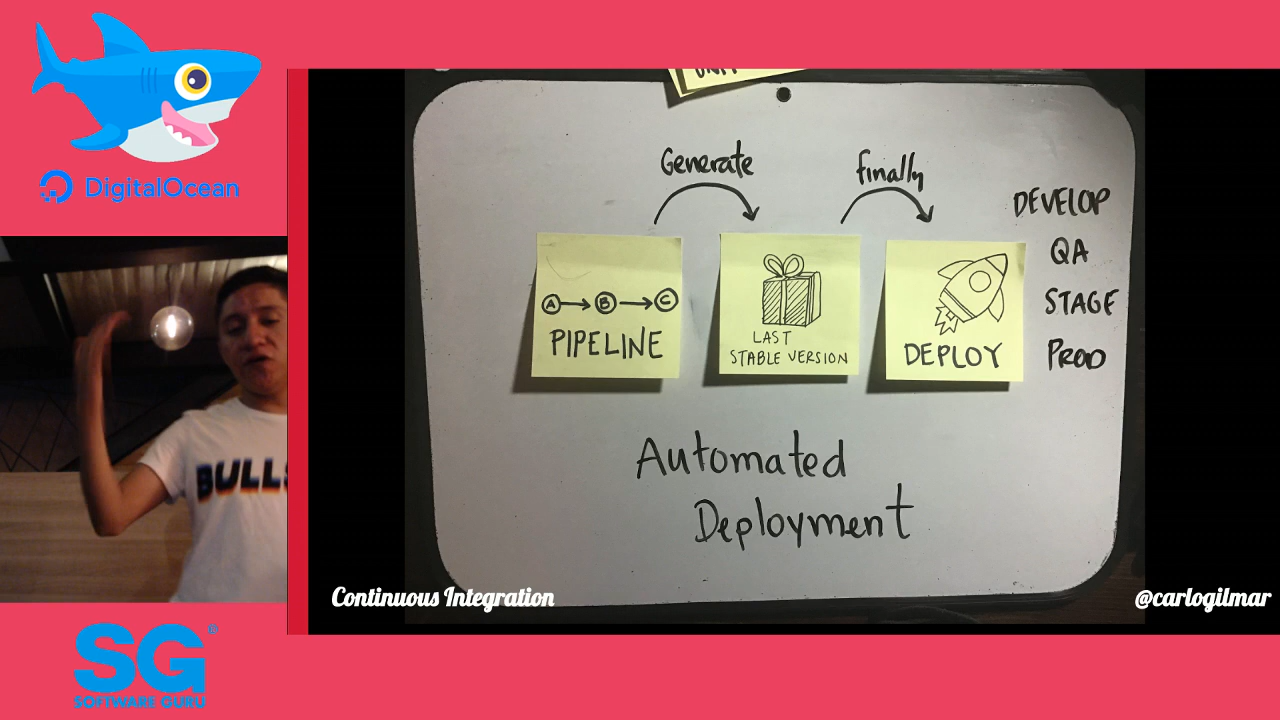 DigitalOcean
BULLS
SG
SOFTWARE GURU
Generate
finally
DEVELOP
QA
STAGE
PROD
A
B
C
PIPELINE
LAST
STABLE VERSION
DEPLOY
Automated
Deployment
Continuous Integration
@carlogilmar